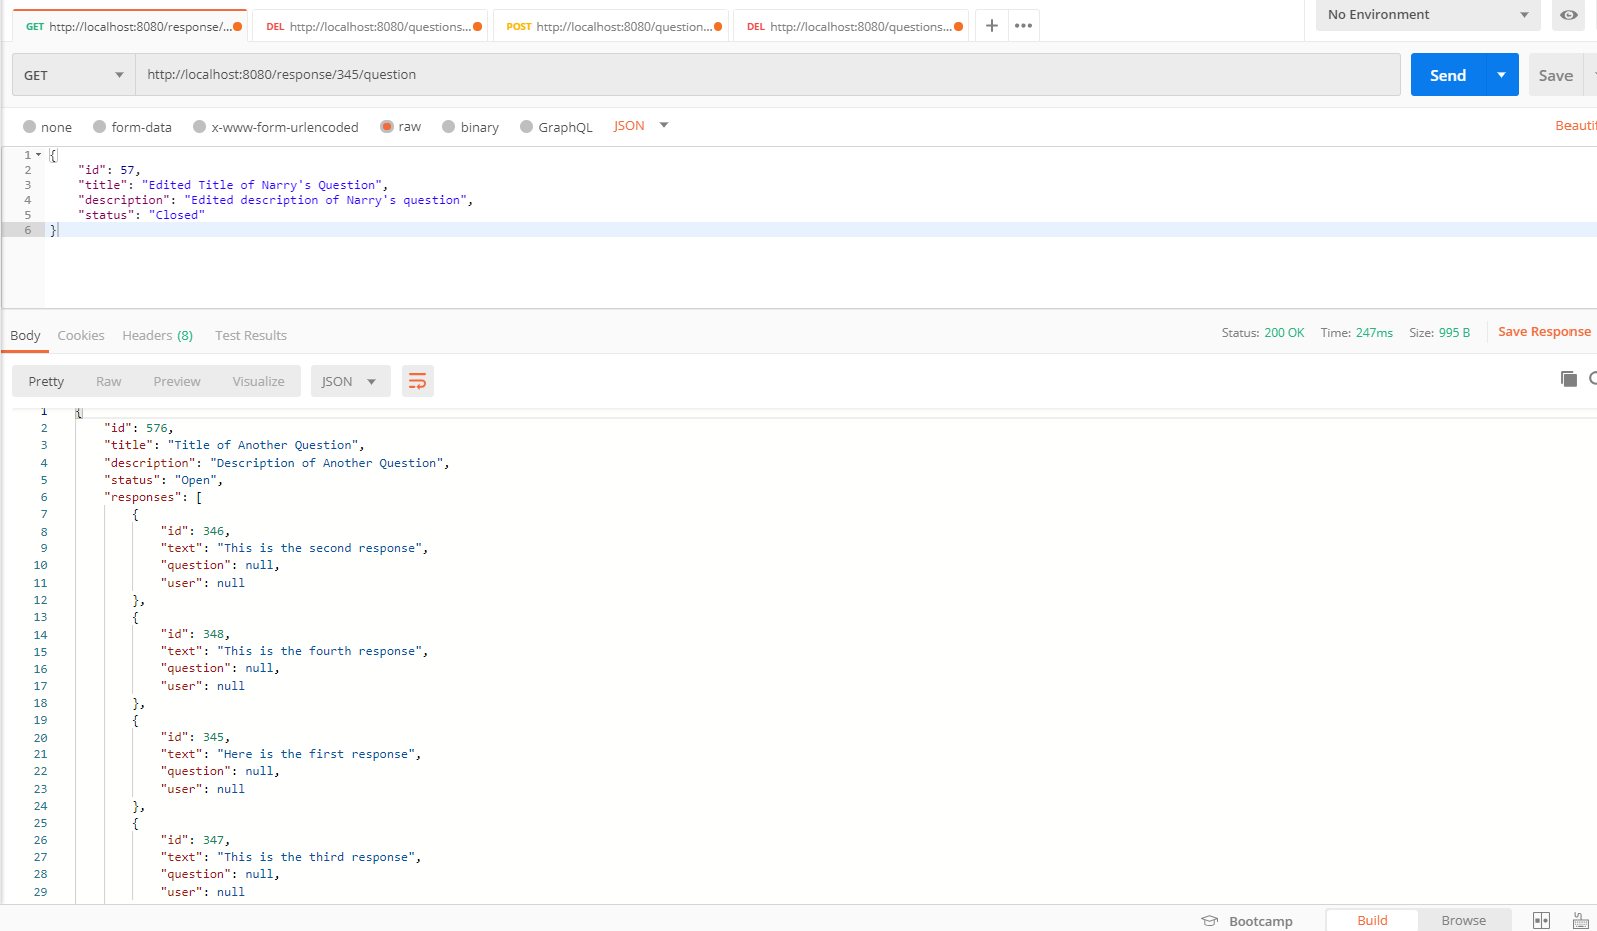 GET http://localhost:8080/response/... DEL http://localhost:8080/questions... POST http://localhost:8080/question... DEL http://localhost:8080/questions... + ••• No Environment
GET http://localhost:8080/response/345/question Send Save
none form-data x-www-form-urlencoded raw binary GraphQL JSON Beauti
1 {
2 "id": 57,
3 "title": "Edited Title of Narry's Question",
4 "description": "Edited description of Narry's question",
5 "status": "Closed"
6 }
Body Cookies Headers (8) Test Results Status: 200 OK Time: 247ms Size: 995 B Save Response
Pretty Raw Preview Visualize JSON
1 {
2 "id": 576,
3 "title": "Title of Another Question",
4 "description": "Description of Another Question",
5 "status": "Open",
6 "responses": [
7 {
8 "id": 346,
9 "text": "This is the second response",
10 "question": null,
11 "user": null
12 },
13 {
14 "id": 348,
15 "text": "This is the fourth response",
16 "question": null,
17 "user": null
18 },
19 {
20 "id": 345,
21 "text": "Here is the first response",
22 "question": null,
23 "user": null
24 },
25 {
26 "id": 347,
27 "text": "This is the third response",
28 "question": null,
29 "user": null
Bootcamp Build Browse